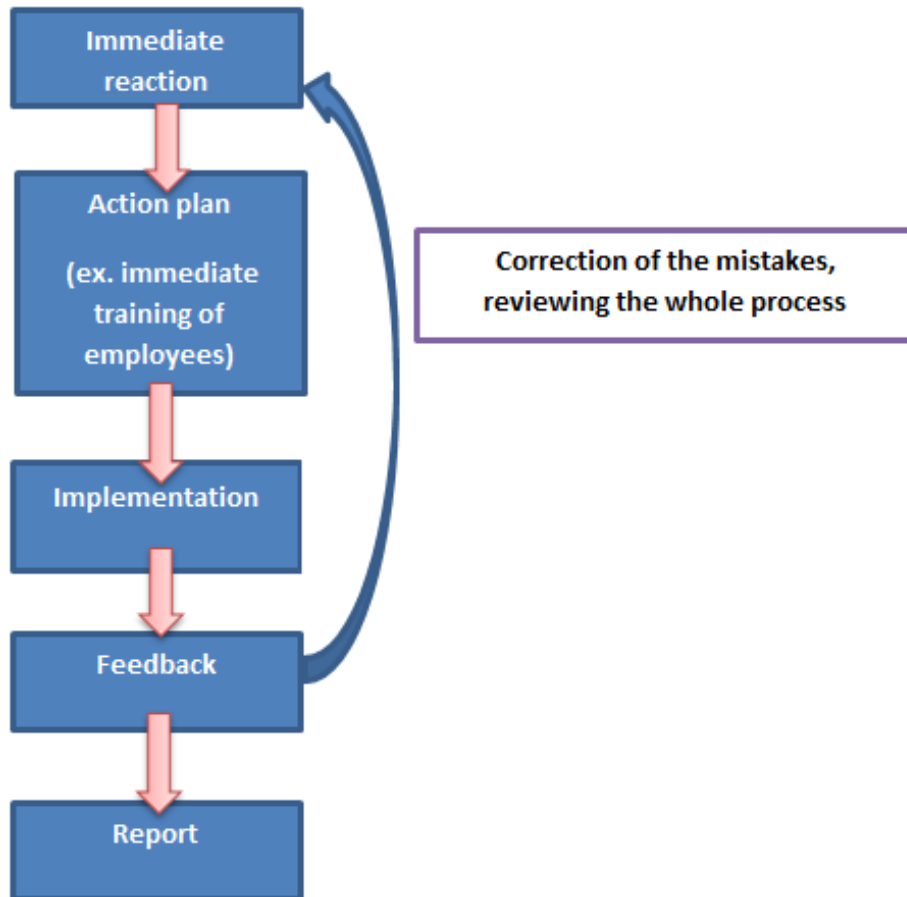 Immediate
reaction
Action plan
(ex. immediate
training of
employees)
Correction of the mistakes,
reviewing the whole process
Implementation
Feedback
Report